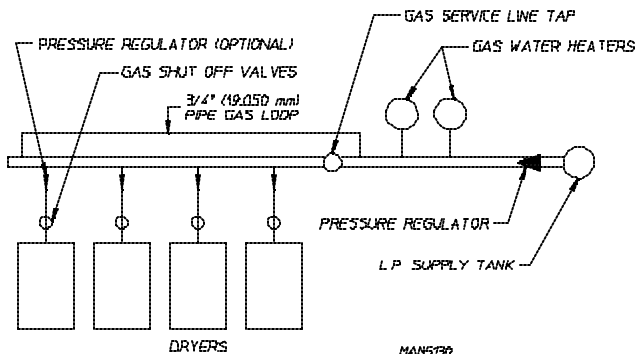 GAS SERVICE LINE TAP
PRESSURE REGULATOR (OPTIONAL)
GAS WATER HEATERS
GAS SHUT OFF VALVES
3/4" (19.050 mm)
PIPE GAS LOOP
PRESSURE REGULATOR
L.P. SUPPLY TANK
DRYERS
MAN5130